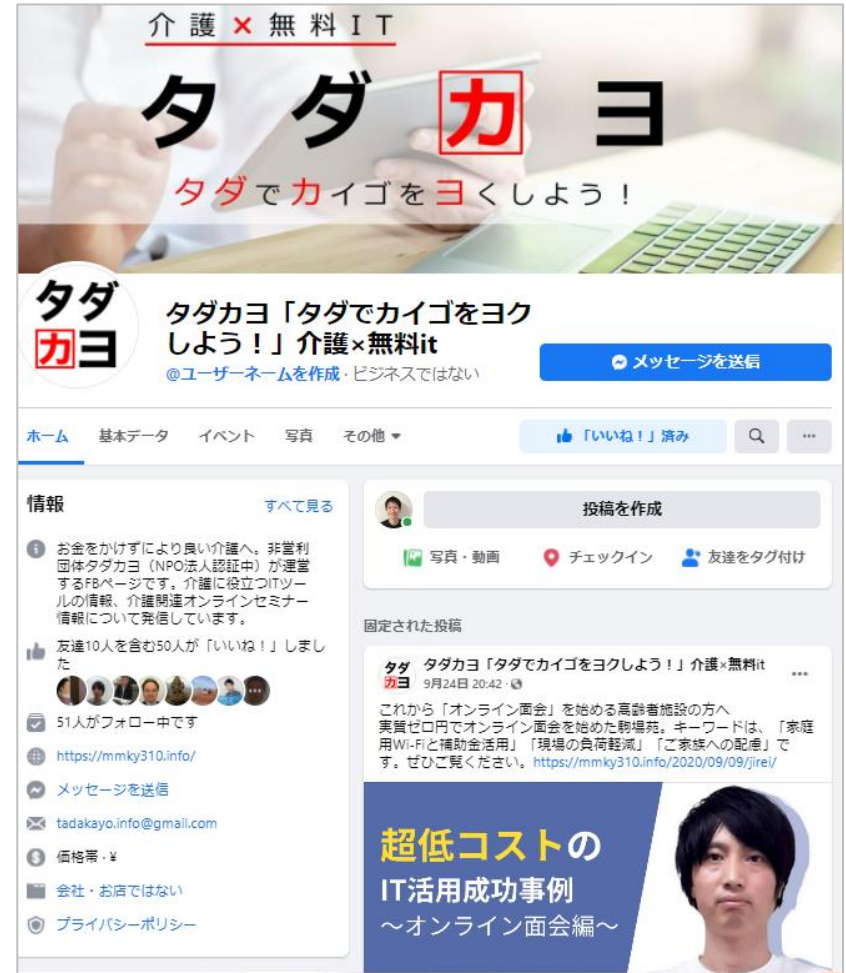 介護×無料IT
タダカヨ
タダでカイゴをヨくしよう！
タダ
カヨ
タダカヨ「タダでカイゴをヨク
しよう！」介護×無料it
@ユーザーネームを作成・ビジネスではない
メッセージを送信
ホーム 基本データ イベント 写真 その他
「いいね！」済み
情報 すべて見る
お金をかけずにより良い介護へ。非営利
団体タダカヨ（NPO法人認証中）が運営
するFBページです。介護に役立つITツー
ルの情報、介護関連オンラインセミナー
情報について発信しています。
友達10人を含む50人が「いいね！」しまし
た
51人がフォロー中です
https://mmky310.info/
メッセージを送信
tadakayo.info@gmail.com
価格帯・¥
会社・お店ではない
プライバシーポリシー
投稿を作成
写真・動画 チェックイン 友達をタグ付け
固定された投稿
タダ
カヨ
タダカヨ「タダでカイゴをヨクしよう！」介護×無料it
9月24日 20:42・
これから「オンライン面会」を始める高齢者施設の方へ
実質ゼロ円でオンライン面会を始めた駒場苑。キーワードは、「家庭
用Wi-Fiと補助金活用」「現場の負荷軽減」「ご家族への配慮」で
す。ぜひご覧ください。https://mmky310.info/2020/09/09/jirei/
超低コストの
IT活用成功事例
～オンライン面会編～